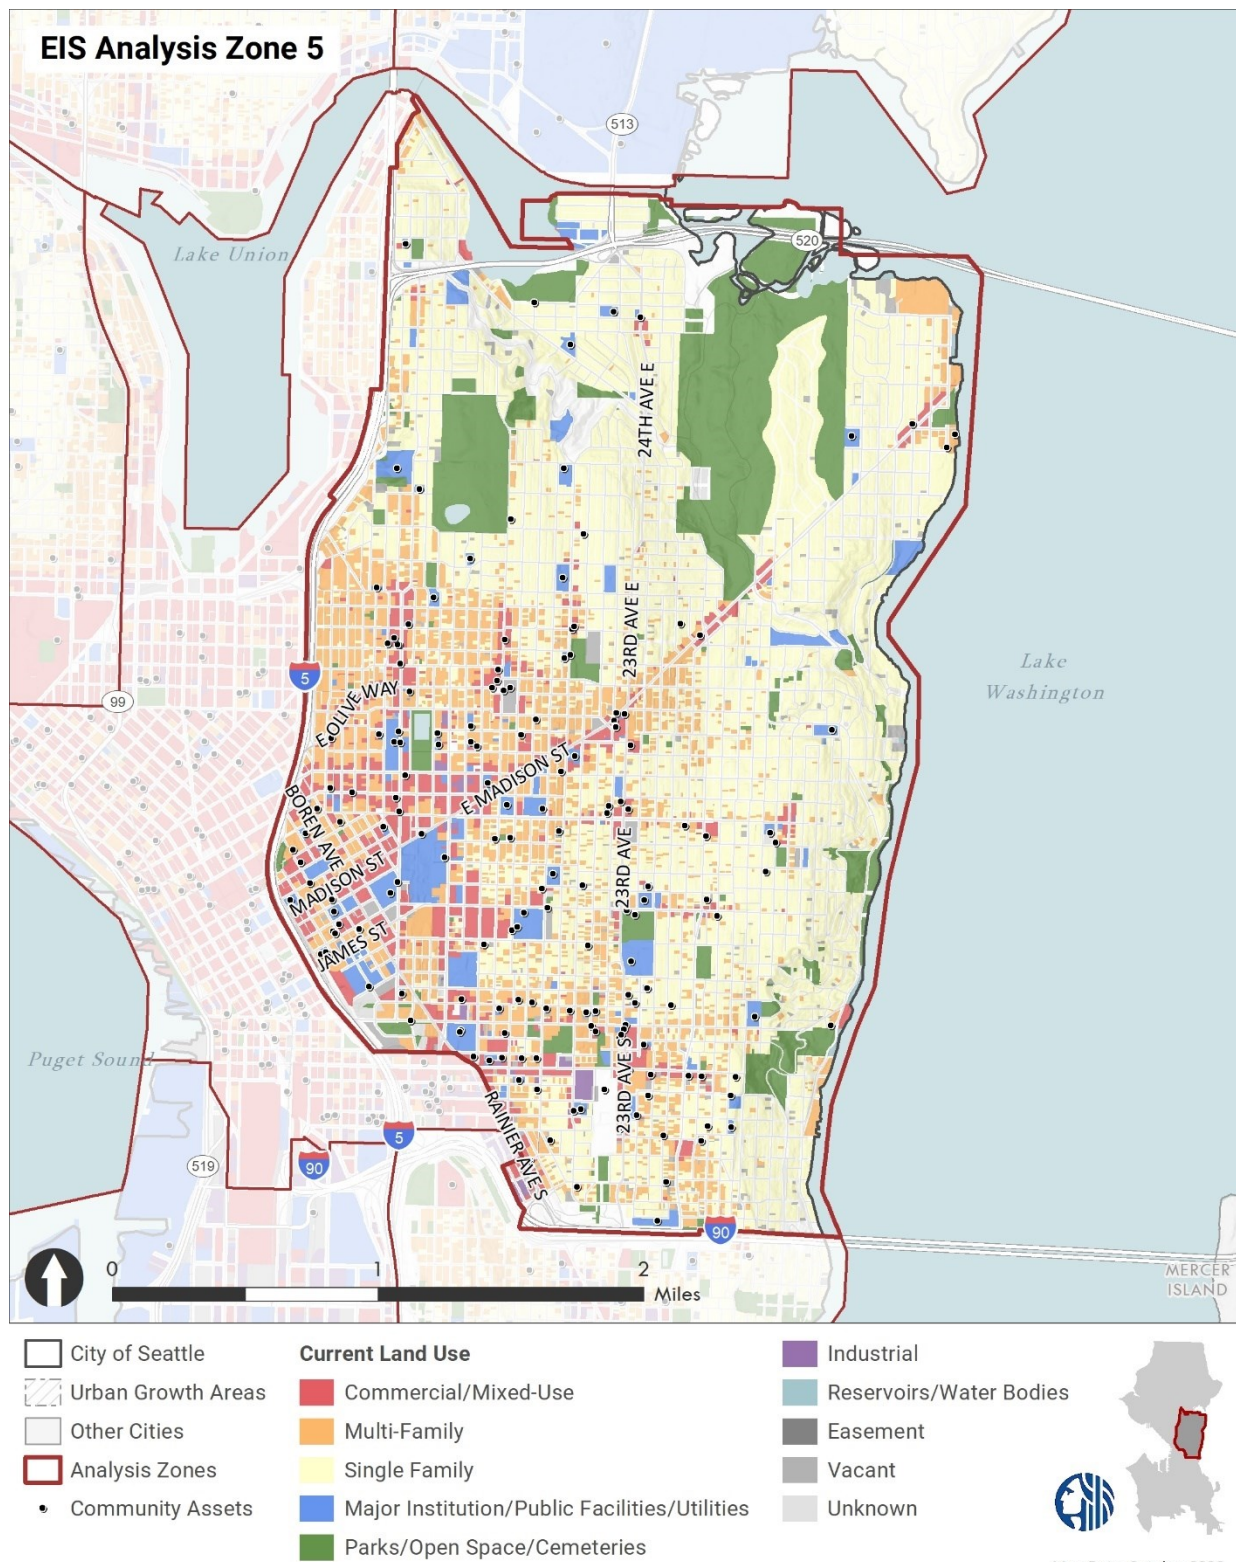 EIS Analysis Zone 5
513
520
Lake Union
24TH AVE E
23RD AVE E
5
99
E OLIVE WAY
Lake
Washington
E MADISON ST
BOREN AVE
MADISON ST
23RD AVE
JAMES ST
Puget Sound
23RD AVE S
RAINIER AVE S
5
90
519
90
MERCER
ISLAND
0
1
2
Miles
City of Seattle
Urban Growth Areas
Other Cities
Analysis Zones
Community Assets
Current Land Use
Commercial/Mixed-Use
Multi-Family
Single Family
Major Institution/Public Facilities/Utilities
Parks/Open Space/Cemeteries
Industrial
Reservoirs/Water Bodies
Easement
Vacant
Unknown